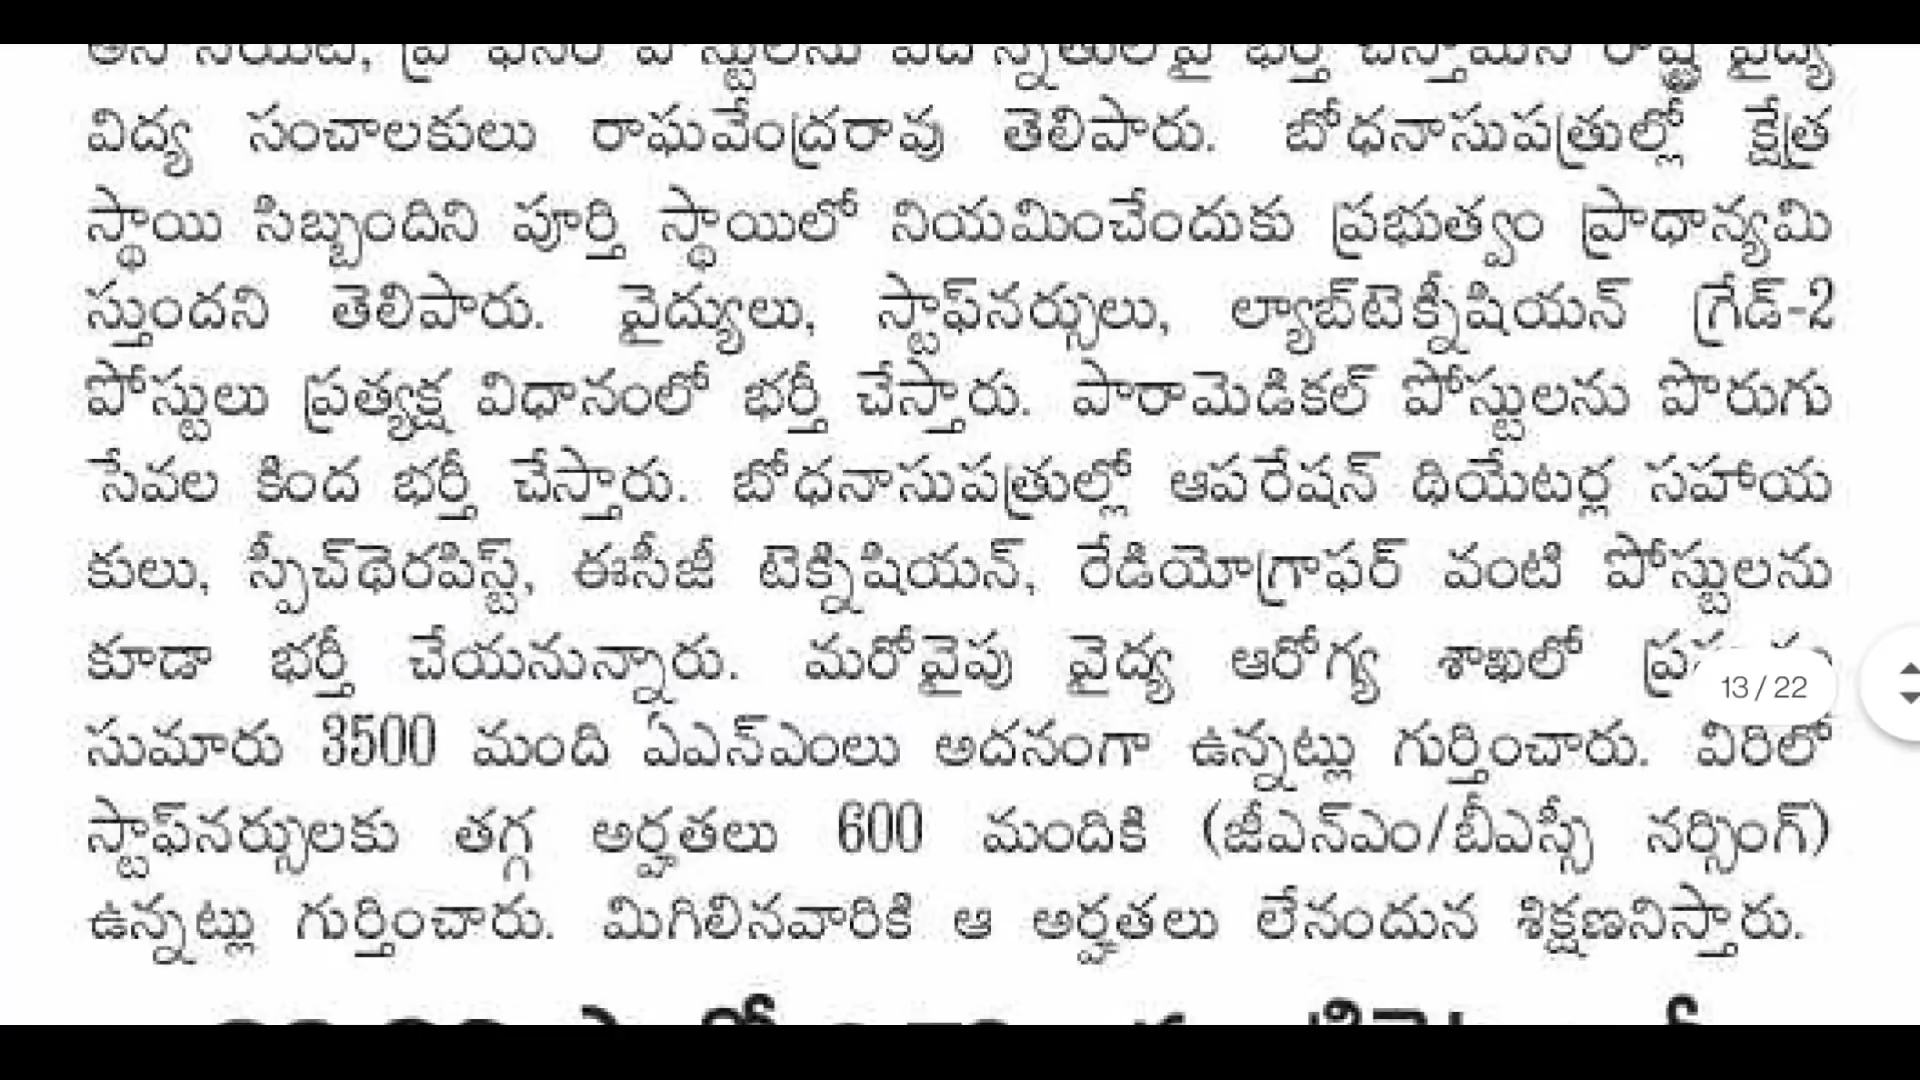 విద్య సంచాలకులు రాఘవేంద్రరావు తెలిపారు. బోధనాసుపత్రుల్లో క్షేత్ర
స్థాయి సిబ్బందిని పూర్తి స్థాయిలో నియమించేందుకు ప్రభుత్వం ప్రాధాన్యమి
స్తుందని తెలిపారు. వైద్యులు, స్టాఫ్‌నర్సులు, ల్యాబ్‌టెక్నీషియన్ గ్రేడ్-2
పోస్టులు ప్రత్యక్ష విధానంలో భర్తీ చేస్తారు. పారామెడికల్ పోస్టులను పొరుగు
సేవల కింద భర్తీ చేస్తారు. బోధనాసుపత్రుల్లో ఆపరేషన్ థియేటర్ల సహాయ
కులు, స్పీచ్‌థెరపిస్ట్, ఈసీజీ టెక్నిషియన్, రేడియోగ్రాఫర్ వంటి పోస్టులను
కూడా భర్తీ చేయనున్నారు. మరోవైపు వైద్య ఆరోగ్య శాఖలో
13 / 22
సుమారు 3500 మంది ఏఎన్‌ఎంలు అదనంగా ఉన్నట్లు గుర్తించారు. వీరిలో
స్టాఫ్‌నర్సులకు తగ్గ అర్హతలు 600 మందికి (జీఎన్ఎం/బీఎస్సీ నర్సింగ్)
ఉన్నట్లు గుర్తించారు. మిగిలినవారికి ఆ అర్హతలు లేనందున శిక్షణనిస్తారు.